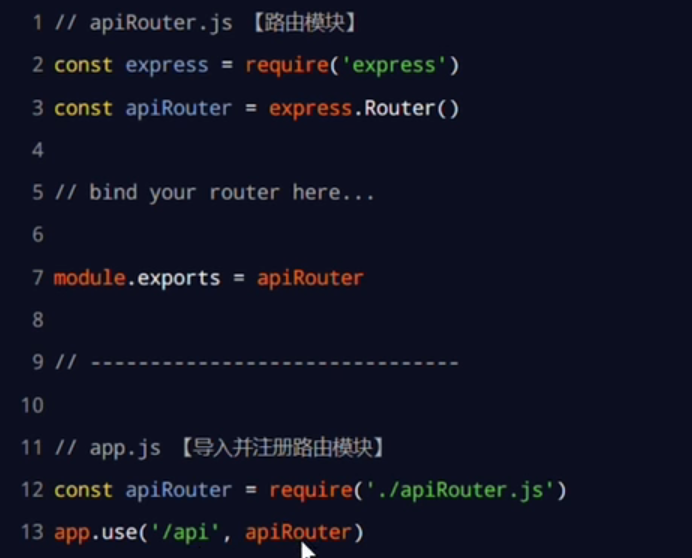 1 // apiRouter.js 【路由模块】
2 const express = require('express')
3 const apiRouter = express.Router()
4
5 // bind your router here...
6
7 module.exports = apiRouter
8
9 // -------------------------------
10
11 // app.js 【导入并注册路由模块】
12 const apiRouter = require('./apiRouter.js')
13 app.use('/api', apiRouter)